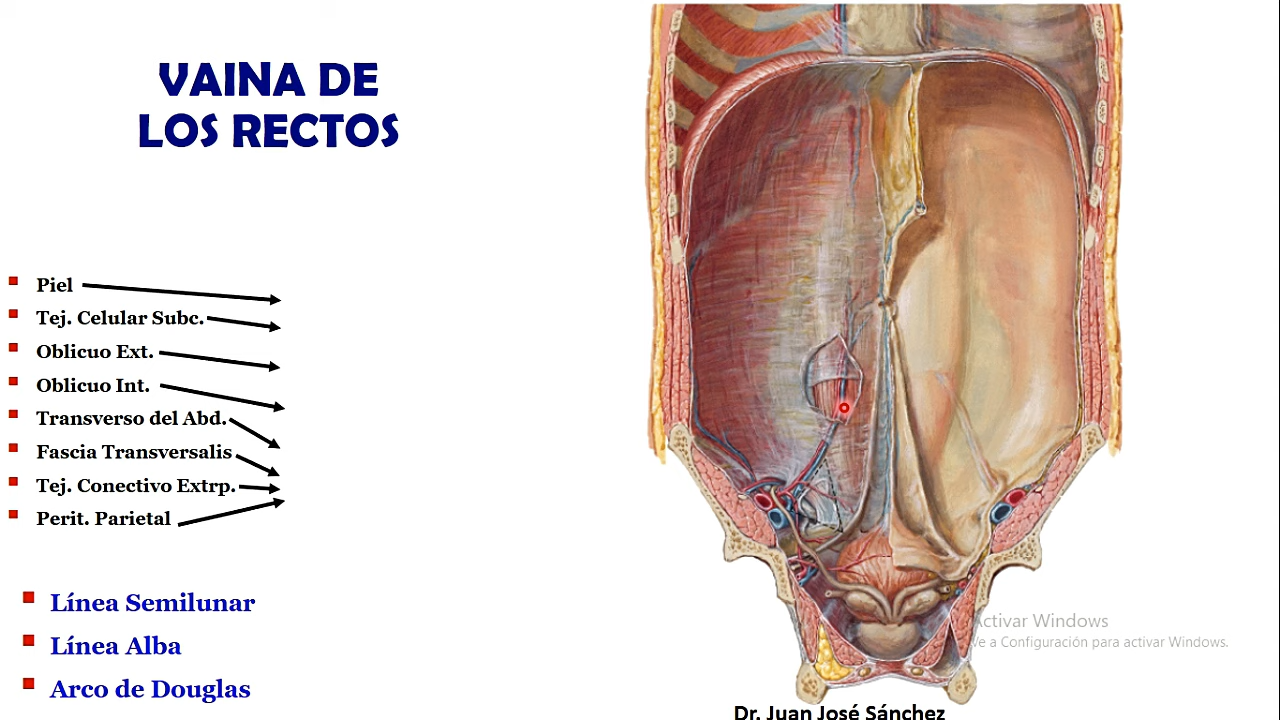 VAINA DE
LOS RECTOS
Piel
Tej. Celular Subc.
Oblicuo Ext.
Oblicuo Int.
Transverso del Abd.
Fascia Transversalis
Tej. Conectivo Extrp.
Perit. Parietal
Línea Semilunar
Línea Alba
Arco de Douglas
Activar Windows
Ve a Configuración para activar Windows.
Dr. Juan José Sánchez